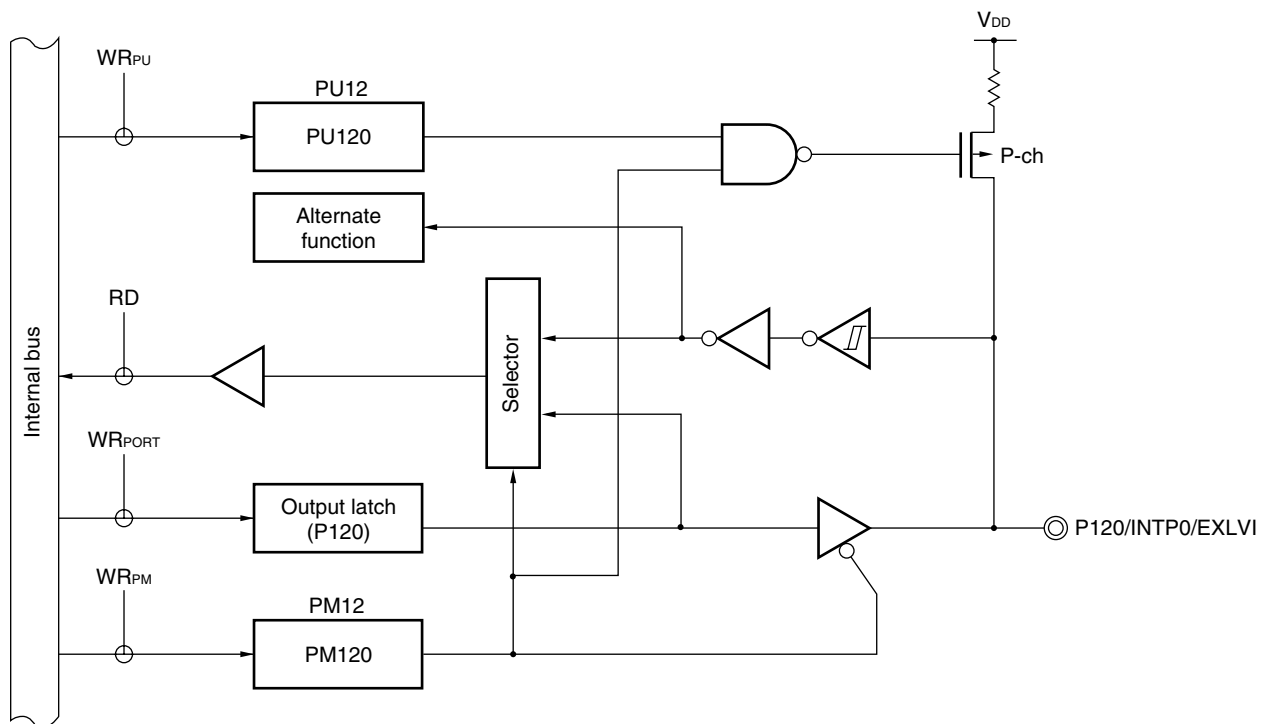 VDD
WRPU
PU12
PU120
P-ch
Alternate
function
RD
Internal bus
Selector
WRPORT
Output latch
(P120)
P120/INTP0/EXLVI
WRPM
PM12
PM120